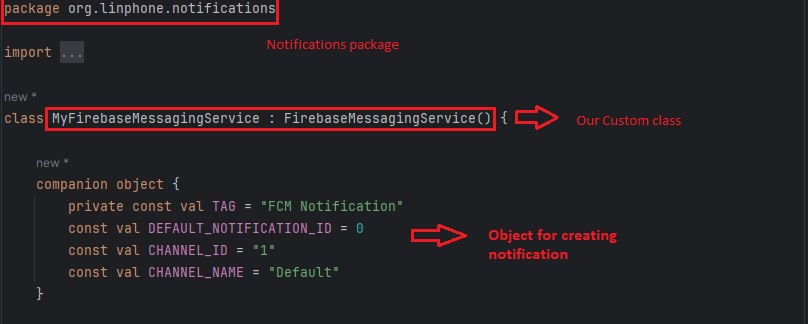 package org.linphone.notifications
Notifications package
import ...
new *
class MyFirebaseMessagingService : FirebaseMessagingService() {
Our Custom class
new *
companion object {
private const val TAG = "FCM Notification"
const val DEFAULT_NOTIFICATION_ID = 0
const val CHANNEL_ID = "1"
const val CHANNEL_NAME = "Default"
}
Object for creating
notification